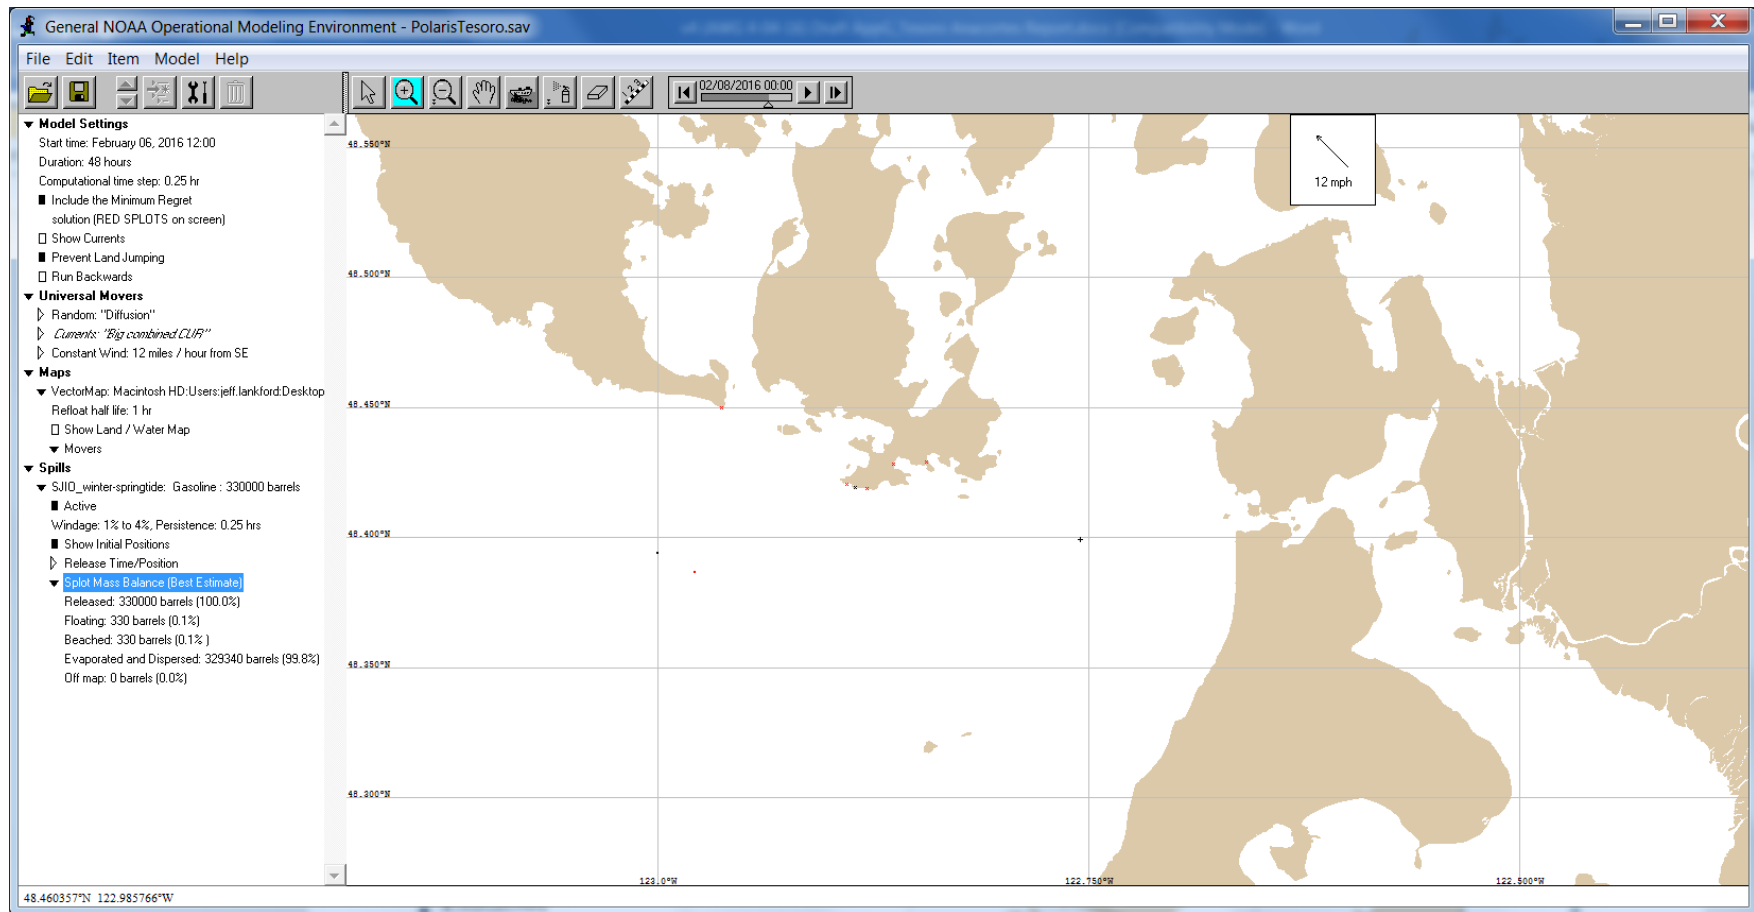 General NOAA Operational Modeling Environment - PolarisTesoro.sav
File Edit Item Model Help
02/08/2016 00:00
Model Settings
Start time: February 06, 2016 12:00
Duration: 48 hours
Computational time step: 0.25 hr
Include the Minimum Regret
solution (RED SPLOTS on screen)
Show Currents
Prevent Land Jumping
Run Backwards
Universal Movers
Random: "Diffusion"
Currents: "Big combined.CUR"
Constant Wind: 12 miles / hour from SE
Maps
VectorMap: Macintosh HD:Users:jeff.lankford:Desktop
Refloat half life: 1 hr
Show Land / Water Map
Movers
Spills
SJIO_winter-springtide: Gasoline : 330000 barrels
Active
Windage: 1% to 4%, Persistence: 0.25 hrs
Show Initial Positions
Release Time/Position
Splot Mass Balance (Best Estimate)
Released: 330000 barrels (100.0%)
Floating: 330 barrels (0.1%)
Beached: 330 barrels (0.1% )
Evaporated and Dispersed: 329340 barrels (99.8%)
Off map: 0 barrels (0.0%)
48.550°N
12 mph
48.500°N
48.450°N
48.400°N
48.350°N
48.300°N
123.0°W
122.750°W
122.500°W
48.460357°N 122.985766°W